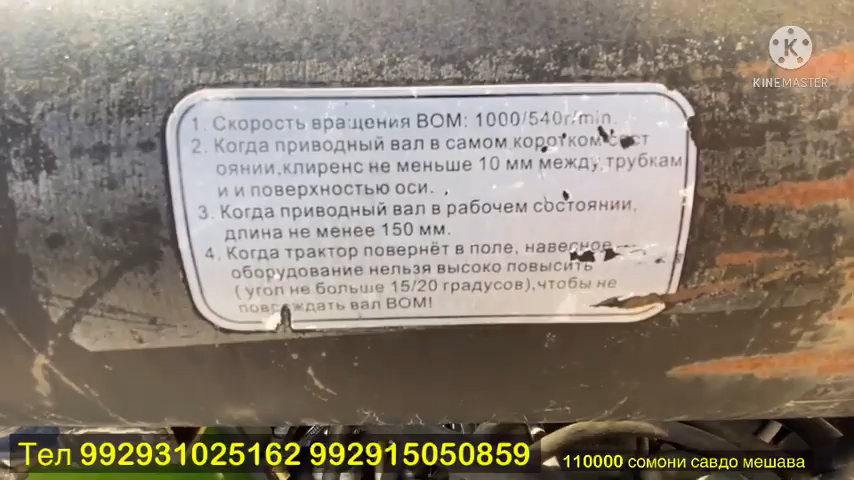 KINEMASTER
1. Скорость вращения ВОМ: 1000/540r/min.
2. Когда приводный вал в самом коротком сост
оянии,клиренс не меньше 10 мм между трубкам
и и поверхностью оси.
3. Когда приводный вал в рабочем состоянии,
длина не менее 150 мм.
4. Когда трактор повернёт в поле, навесное
оборудование нельзя высоко повысить
(угол не больше 15/20 градусов),чтобы не
повреждать вал ВОМ!
Тел 992931025162 992915050859
110000 сомони савдо мешава